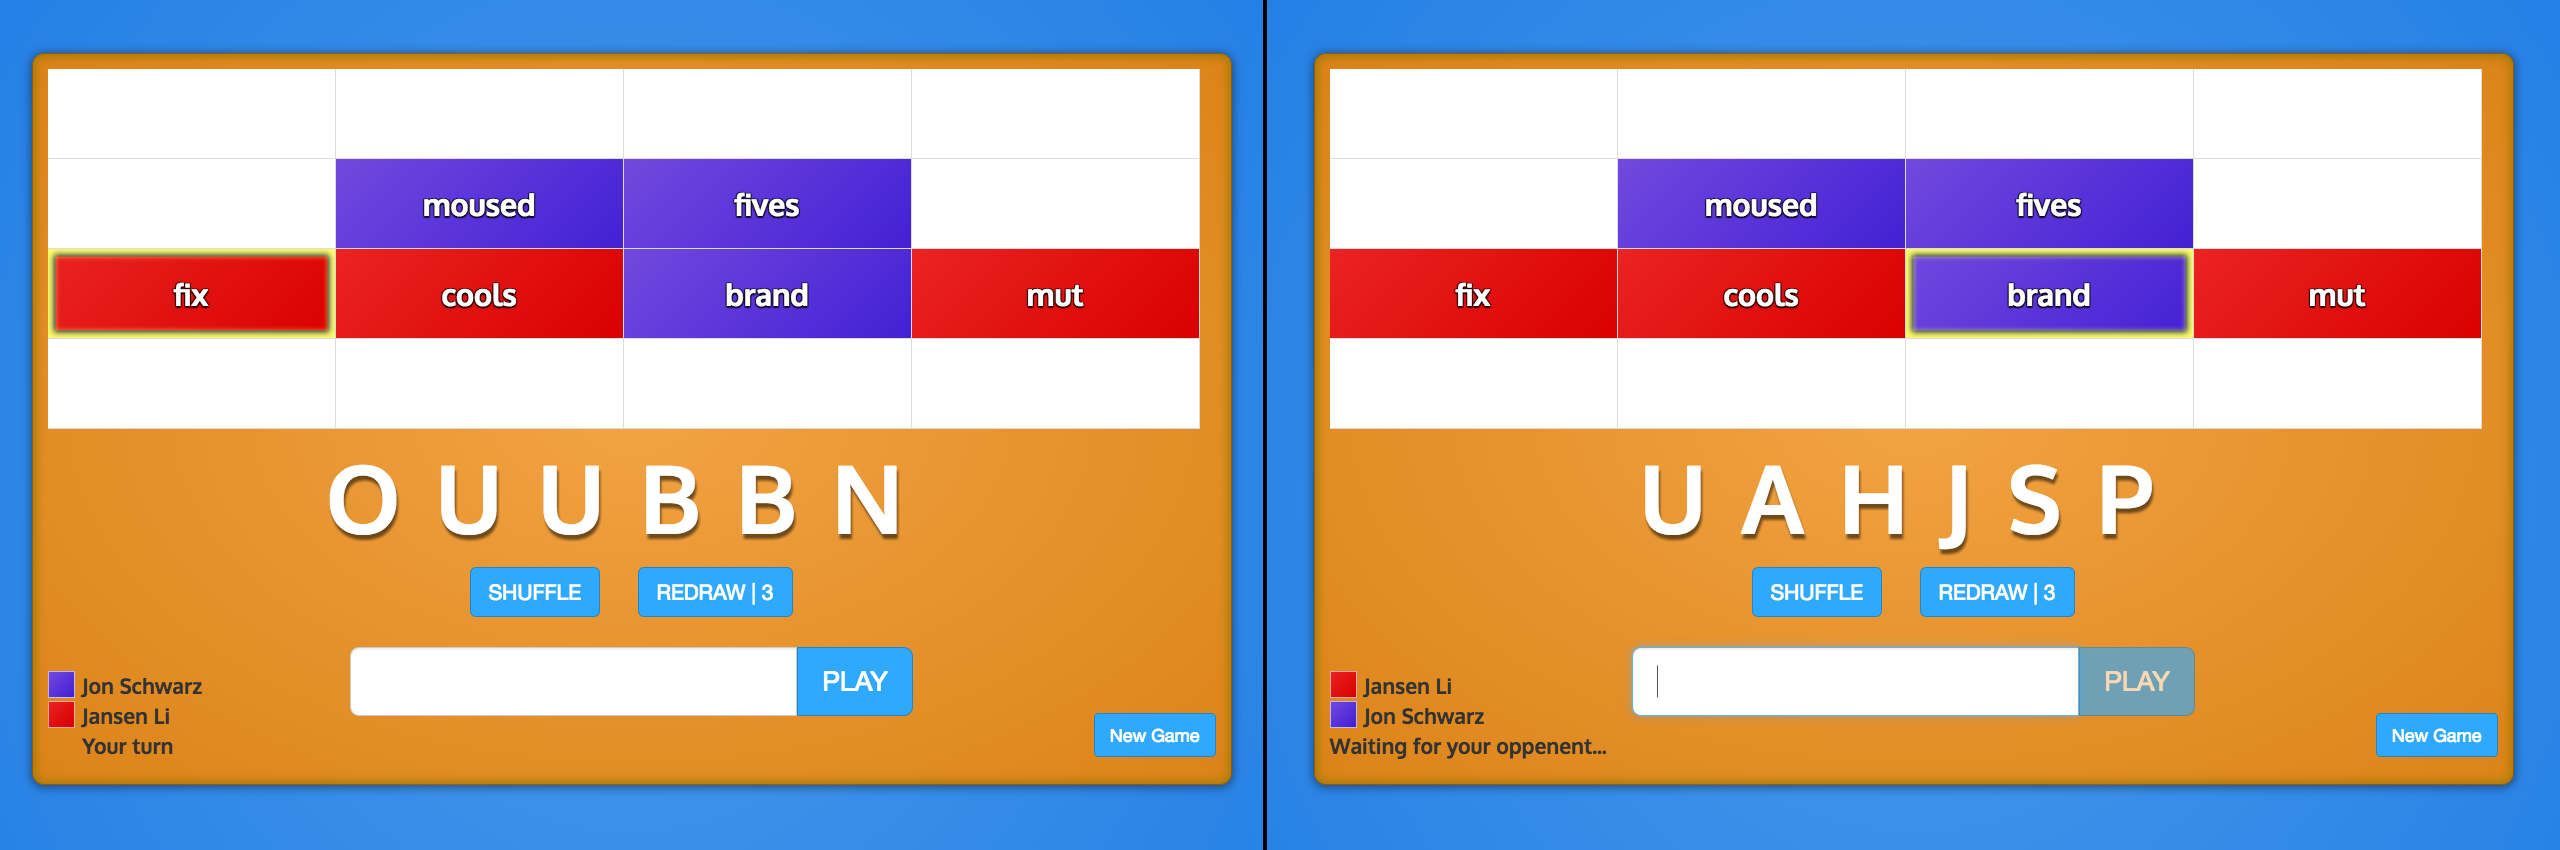 moused fives
fix cools brand mut
O U U B B N
SHUFFLE REDRAW | 3
PLAY
Jon Schwarz
Jansen Li
Your turn
New Game
moused fives
fix cools brand mut
U A H J S P
SHUFFLE REDRAW | 3
PLAY
Jansen Li
Jon Schwarz
Waiting for your oppenent...
New Game